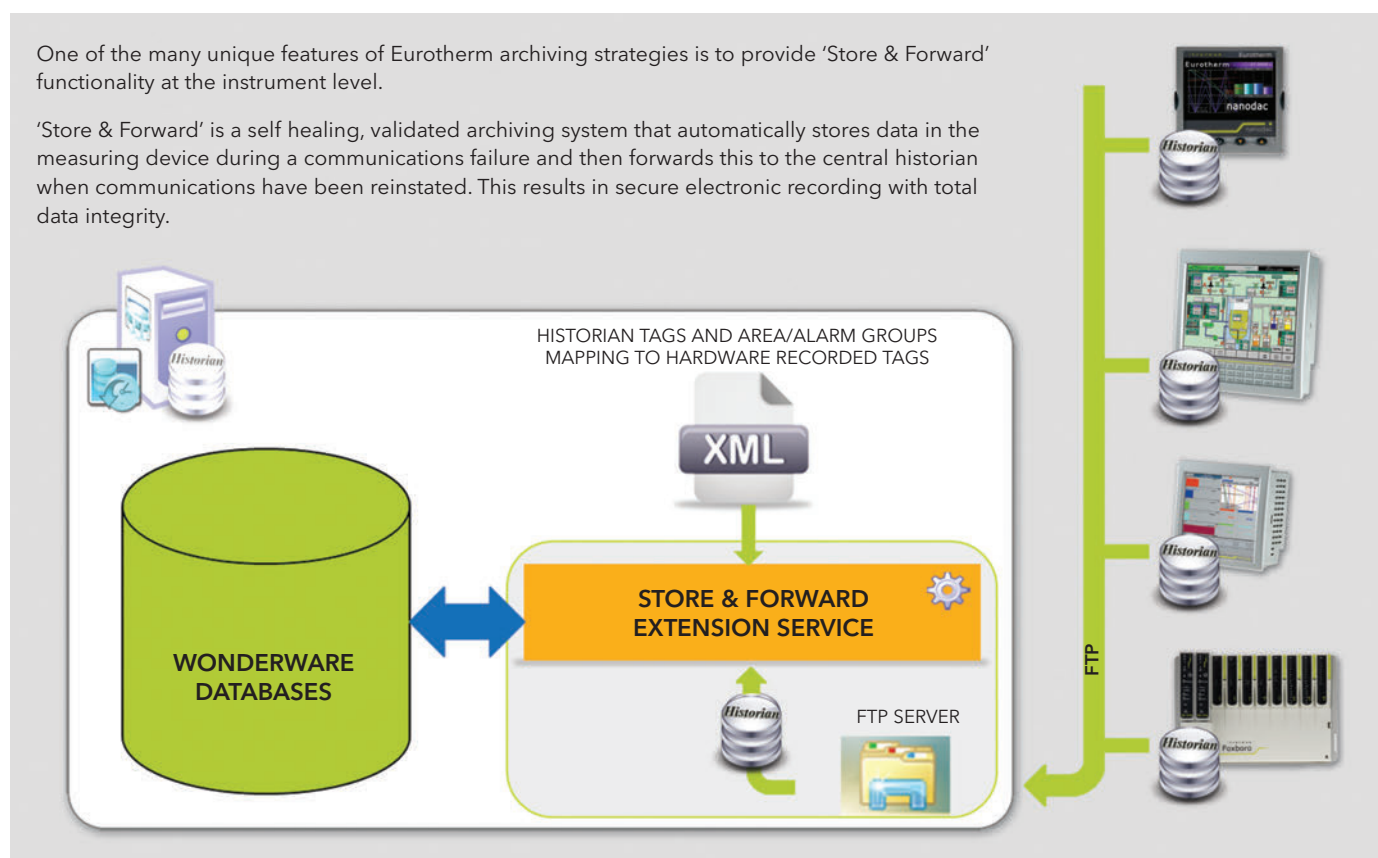 One of the many unique features of Eurotherm archiving strategies is to provide ‘Store & Forward’
functionality at the instrument level.
‘Store & Forward’ is a self healing, validated archiving system that automatically stores data in the
measuring device during a communications failure and then forwards this to the central historian
when communications have been reinstated. This results in secure electronic recording with total
data integrity.
Historian
HISTORIAN TAGS AND AREA/ALARM GROUPS
MAPPING TO HARDWARE RECORDED TAGS
XML
STORE & FORWARD
EXTENSION SERVICE
WONDERWARE
DATABASES
Historian
FTP SERVER
FTP
Eurotherm
Eurotherm
nanodac
nanodac
Historian
Historian
Historian
Historian
Foxboro